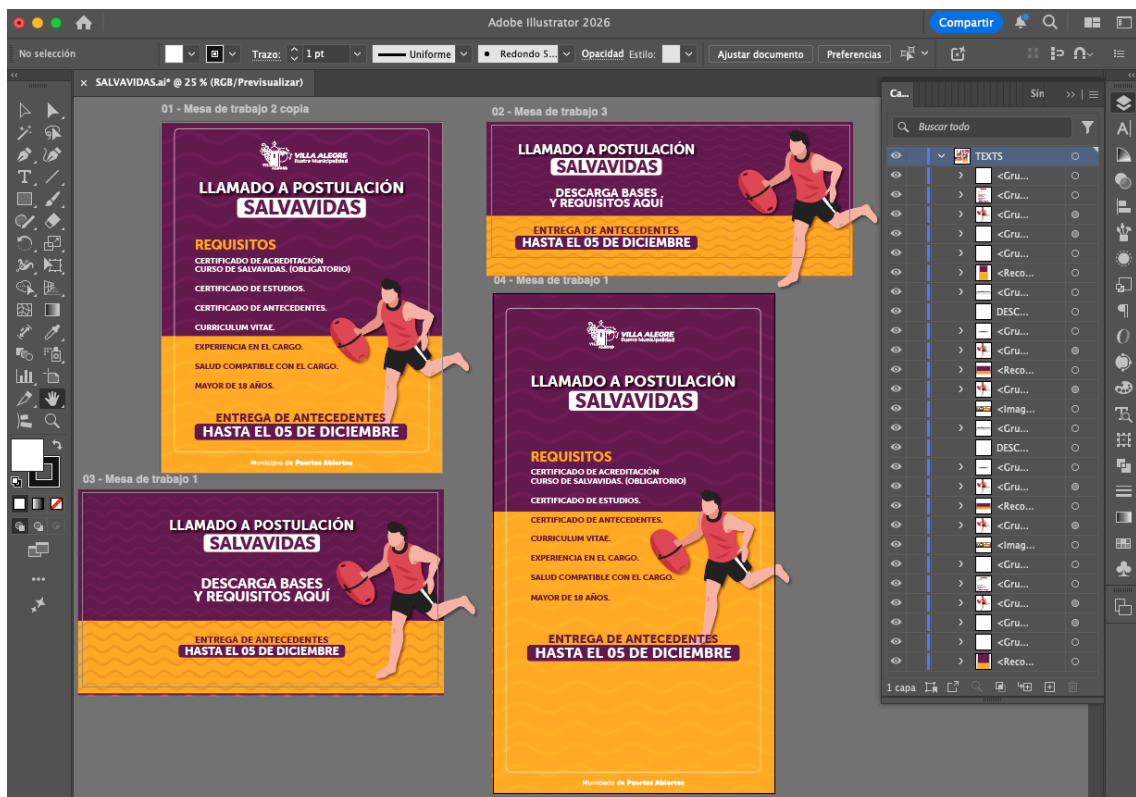 Adobe Illustrator 2026
Compartir
No selección
Trazo:
1 pt
Uniforme
Redondo 5...
Opacidad
Estilo:
Ajustar documento
Preferencias
× SALVAVIDAS.ai* @ 25 % (RGB/Previsualizar)
01 - Mesa de trabajo 2 copia
VILLA ALEGRE
Ilustre Municipalidad
LLAMADO A POSTULACIÓN
SALVAVIDAS
REQUISITOS
CERTIFICADO DE ACREDITACIÓN
CURSO DE SALVAVIDAS. (OBLIGATORIO)
CERTIFICADO DE ESTUDIOS.
CERTIFICADO DE ANTECEDENTES.
CURRICULUM VITAE.
EXPERIENCIA EN EL CARGO.
SALUD COMPATIBLE CON EL CARGO.
MAYOR DE 18 AÑOS.
ENTREGA DE ANTECEDENTES
HASTA EL 05 DE DICIEMBRE
Municipio de Puertas Abiertas
02 - Mesa de trabajo 3
LLAMADO A POSTULACIÓN
SALVAVIDAS
DESCARGA BASES
Y REQUISITOS AQUÍ
ENTREGA DE ANTECEDENTES
HASTA EL 05 DE DICIEMBRE
03 - Mesa de trabajo 1
LLAMADO A POSTULACIÓN
SALVAVIDAS
DESCARGA BASES
Y REQUISITOS AQUÍ
ENTREGA DE ANTECEDENTES
HASTA EL 05 DE DICIEMBRE
04 - Mesa de trabajo 1
VILLA ALEGRE
Ilustre Municipalidad
LLAMADO A POSTULACIÓN
SALVAVIDAS
REQUISITOS
CERTIFICADO DE ACREDITACIÓN
CURSO DE SALVAVIDAS. (OBLIGATORIO)
CERTIFICADO DE ESTUDIOS.
CERTIFICADO DE ANTECEDENTES.
CURRICULUM VITAE.
EXPERIENCIA EN EL CARGO.
SALUD COMPATIBLE CON EL CARGO.
MAYOR DE 18 AÑOS.
ENTREGA DE ANTECEDENTES
HASTA EL 05 DE DICIEMBRE
Municipio de Puertas Abiertas
Ca...
Sín
Buscar todo
TEXTS
<Gru...
<Gru...
<Gru...
<Gru...
<Gru...
<Reco...
<Gru...
DESC...
<Gru...
<Gru...
<Reco...
<Gru...
<Imag...
<Gru...
DESC...
<Gru...
<Gru...
<Reco...
<Gru...
<Imag...
<Gru...
<Gru...
<Gru...
<Gru...
<Gru...
<Reco...
1 capa